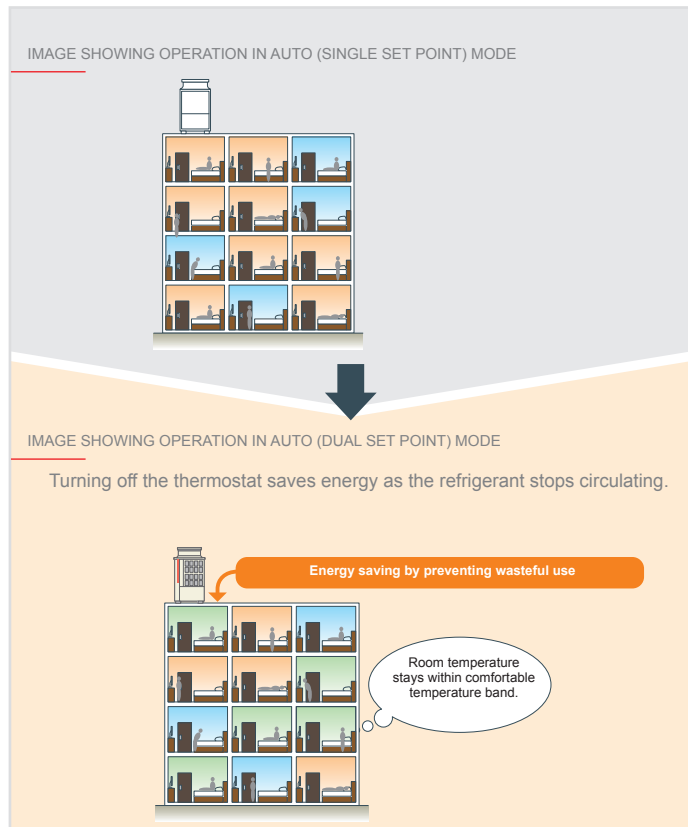 IMAGE SHOWING OPERATION IN AUTO (SINGLE SET POINT) MODE
IMAGE SHOWING OPERATION IN AUTO (DUAL SET POINT) MODE
Turning off the thermostat saves energy as the refrigerant stops circulating.
Energy saving by preventing wasteful use
Room temperature
stays within comfortable
temperature band.